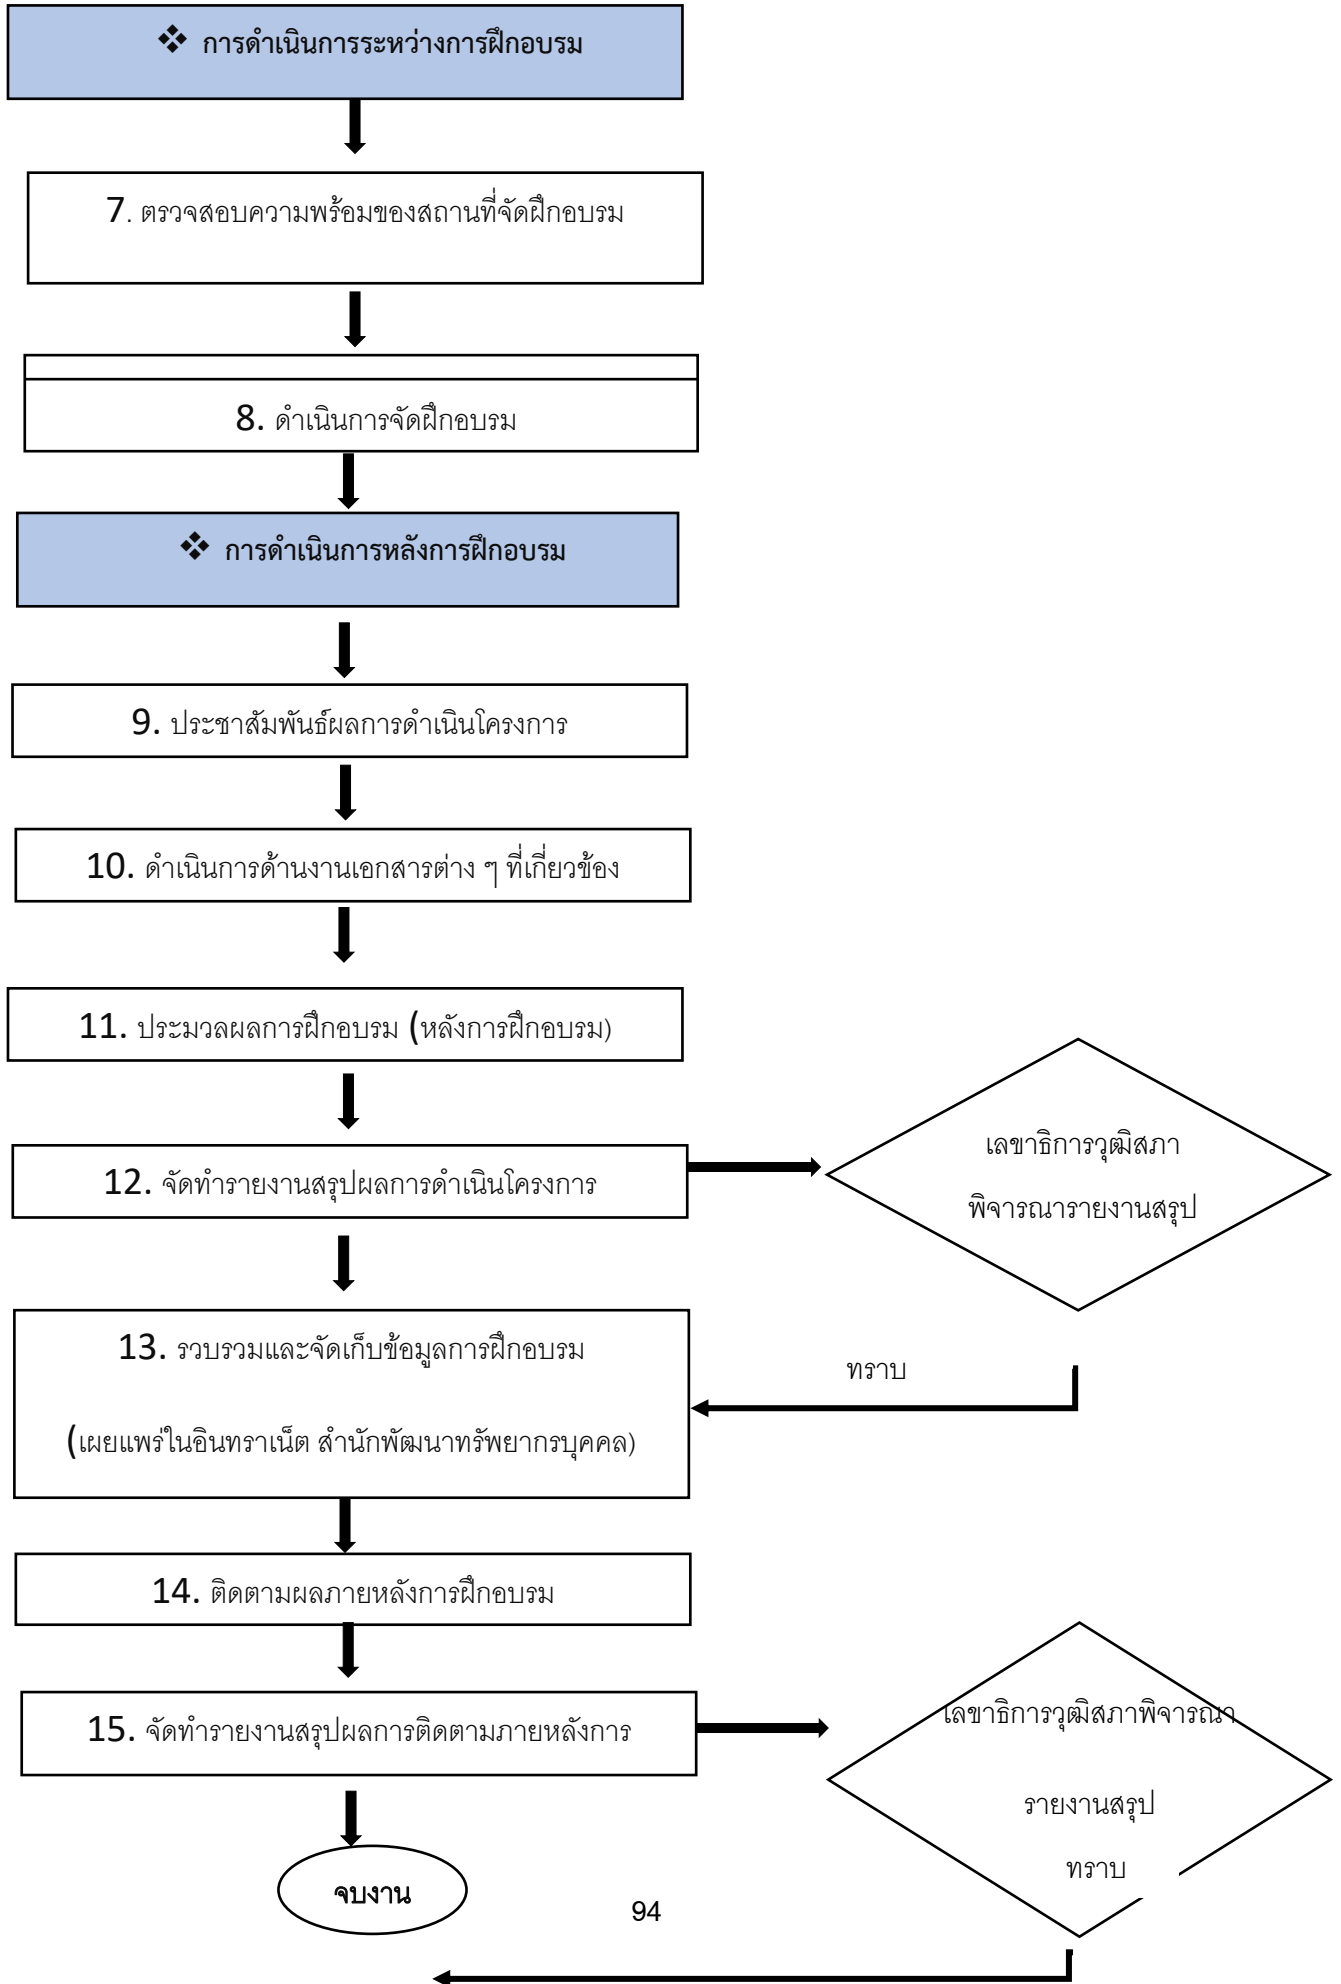 ❖ การดำเนินการระหว่างการฝึกอบรม
7. ตรวจสอบความพร้อมของสถานที่จัดฝึกอบรม
8. ดำเนินการจัดฝึกอบรม
❖ การดำเนินการหลังการฝึกอบรม
9. ประชาสัมพันธ์ผลการดำเนินโครงการ
10. ดำเนินการด้านงานเอกสารต่าง ๆ ที่เกี่ยวข้อง
11. ประมวลผลการฝึกอบรม (หลังการฝึกอบรม)
12. จัดทำรายงานสรุปผลการดำเนินโครงการ
เลขาธิการวุฒิสภา
พิจารณารายงานสรุป
13. รวบรวมและจัดเก็บข้อมูลการฝึกอบรม
(เผยแพร่ในอินทราเน็ต สำนักพัฒนาทรัพยากรบุคคล)
ทราบ
14. ติดตามผลภายหลังการฝึกอบรม
15. จัดทำรายงานสรุปผลการติดตามภายหลังการ
เลขาธิการวุฒิสภาพิจารณา
รายงานสรุป
ทราบ
จบงาน
94